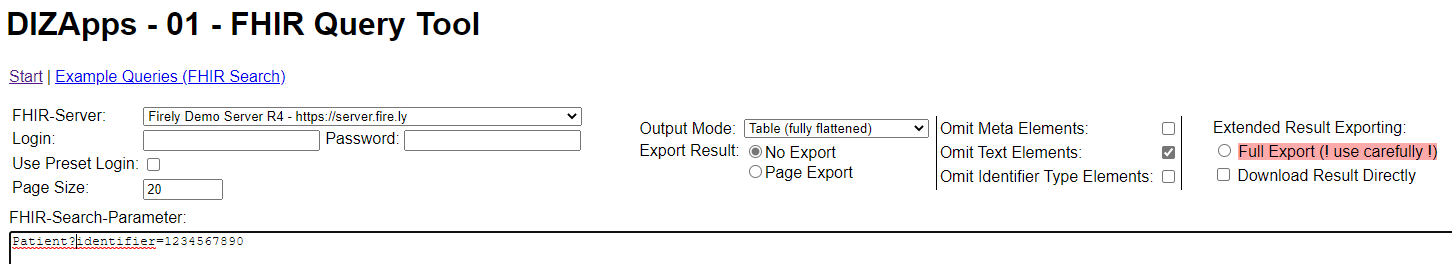 DIZApps - 01 - FHIR Query Tool
Start | Example Queries (FHIR Search)
FHIR-Server: Firely Demo Server R4 - https://server.fire.ly
Login: Password:
Use Preset Login:
Page Size: 20
Output Mode: Table (fully flattened)
Export Result: No Export
Page Export
Omit Meta Elements:
Omit Text Elements:
Omit Identifier Type Elements:
Extended Result Exporting:
Full Export (! use carefully !)
Download Result Directly
FHIR-Search-Parameter:
Patient?identifier=1234567890